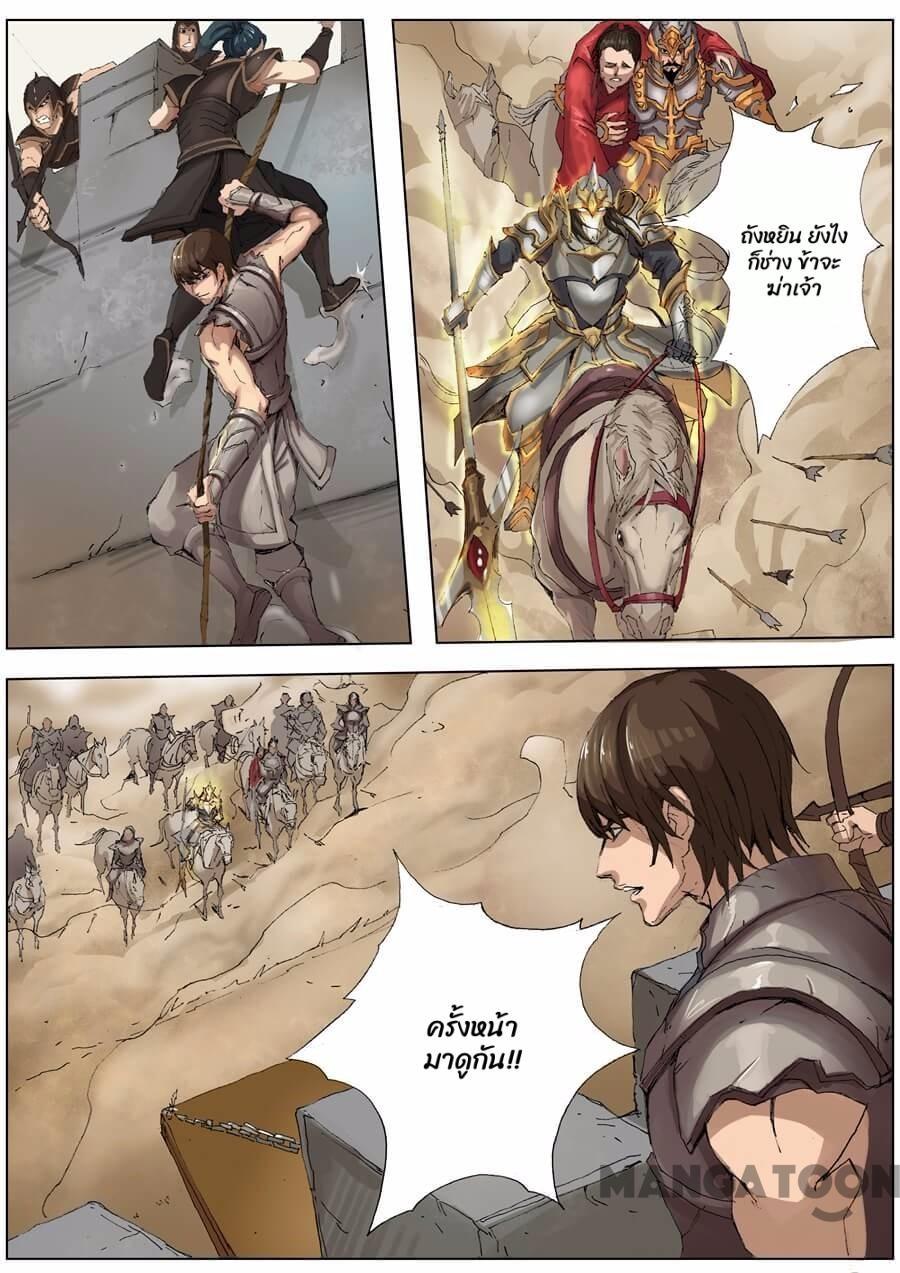 ถังหยิน ยังไง
ก็ช่าง ข้าจะ
ฆ่าเจ้า
ครั้งหน้า
มาดูกัน!!
MANGATOON